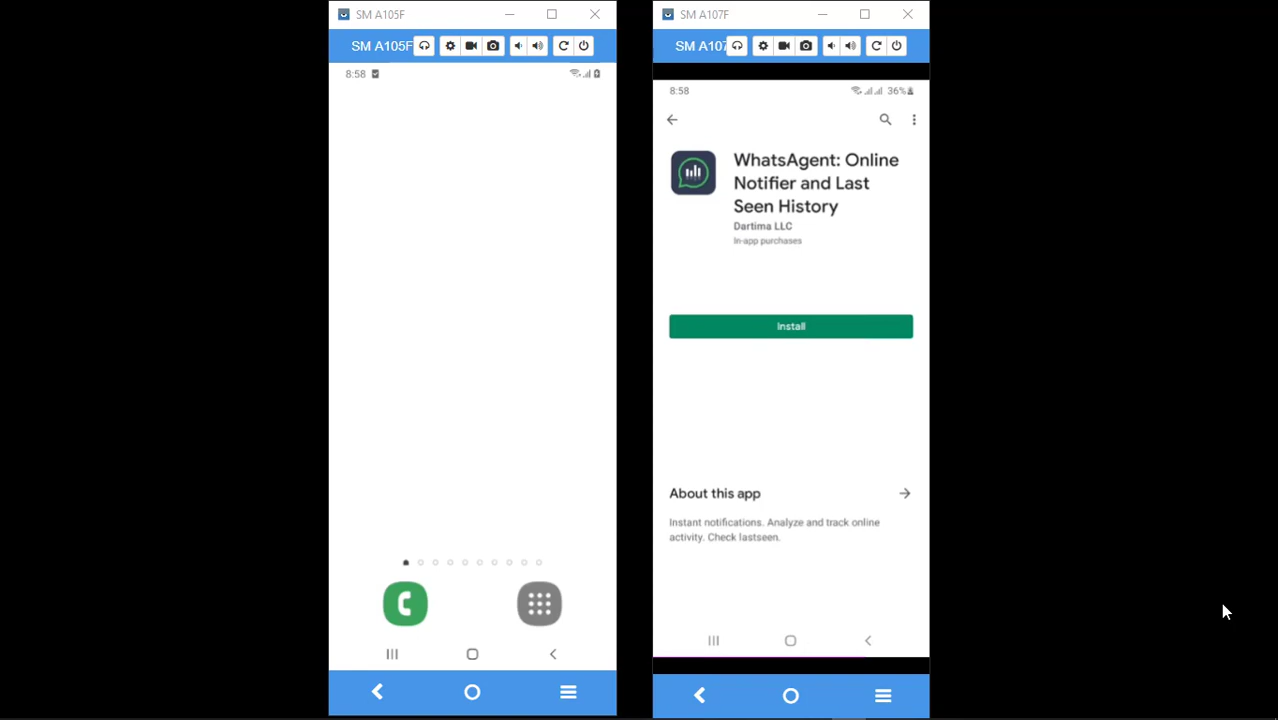 SM A105F
SM A105F
8:58
SM A107F
SM A107
8:58
36%
WhatsAgent: Online
Notifier and Last
Seen History
Dartima LLC
In-app purchases
Install
About this app
Instant notifications. Analyze and track online
activity. Check lastseen.